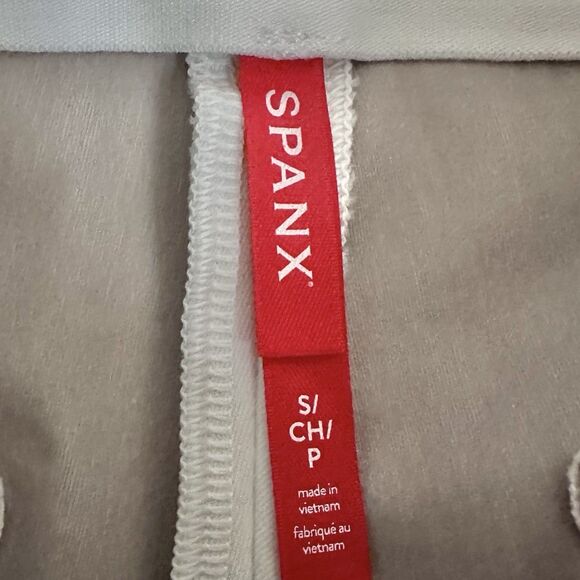 SPANX®
S/
CH/
P
made in
vietnam
fabriqué au
vietnam